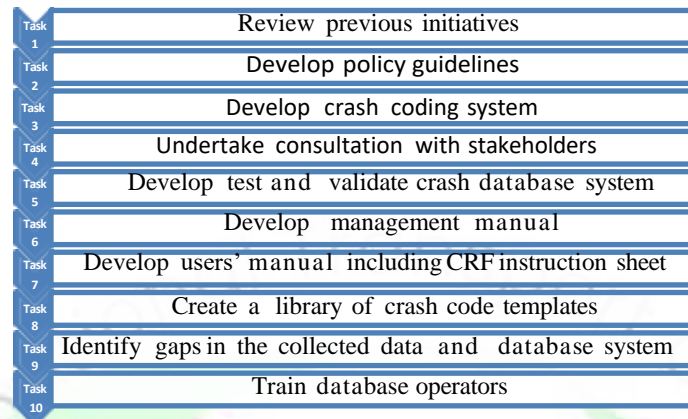 Task 1 Review previous initiatives
Task 2 Develop policy guidelines
Task 3 Develop crash coding system
Task 4 Undertake consultation with stakeholders
Task 5 Develop test and validate crash database system
Task 6 Develop management manual
Task 7 Develop users' manual including CRF instruction sheet
Task 8 Create a library of crash code templates
Task 9 Identify gaps in the collected data and database system
Task 10 Train database operators